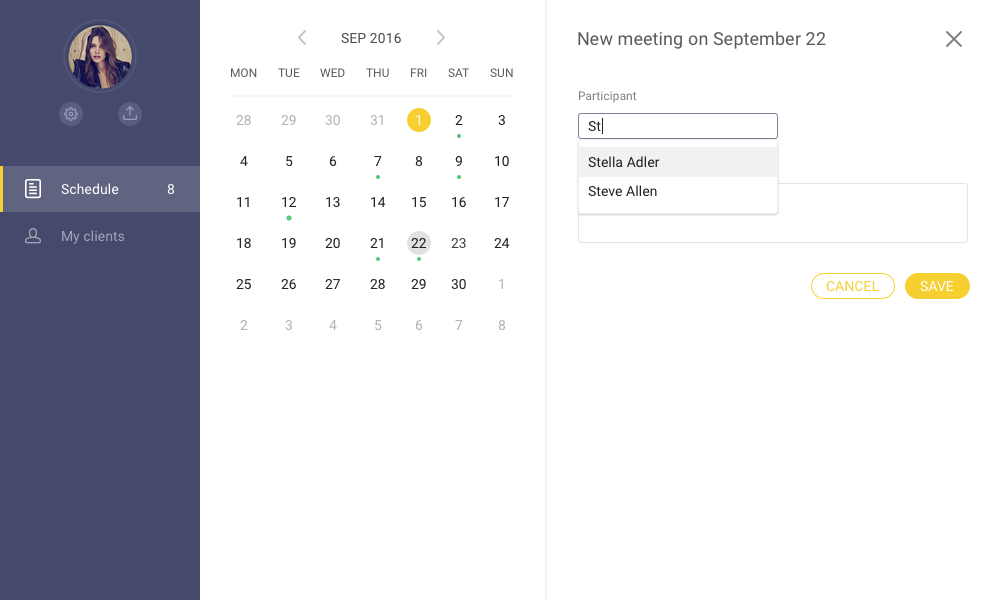 Schedule 8
My clients
SEP 2016
MON TUE WED THU FRI SAT SUN
28 29 30 31 1 2 3
4 5 6 7 8 9 10
11 12 13 14 15 16 17
18 19 20 21 22 23 24
25 26 27 28 29 30 1
2 3 4 5 6 7 8
New meeting on September 22
Participant
St
Stella Adler
Steve Allen
CANCEL SAVE